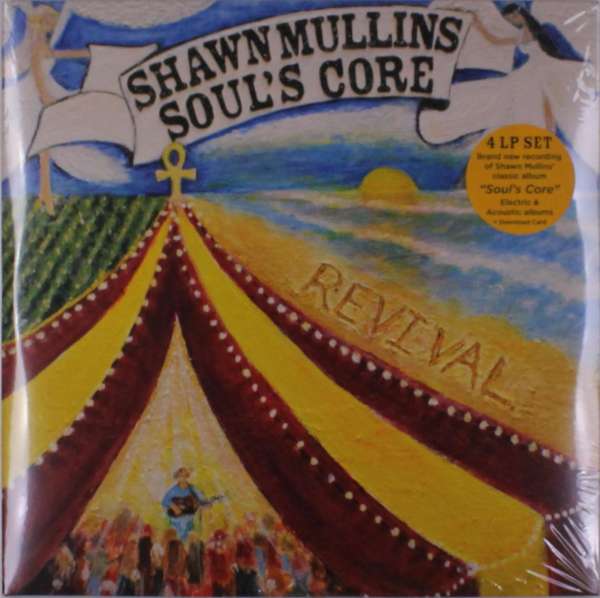 SHAWN MULLINS
SOUL'S CORE
4 LP SET
Brand new recording
of Shawn Mullins'
classic album
"Soul's Core"
Electric &
Acoustic albums
+ Download Card
REVIVAL